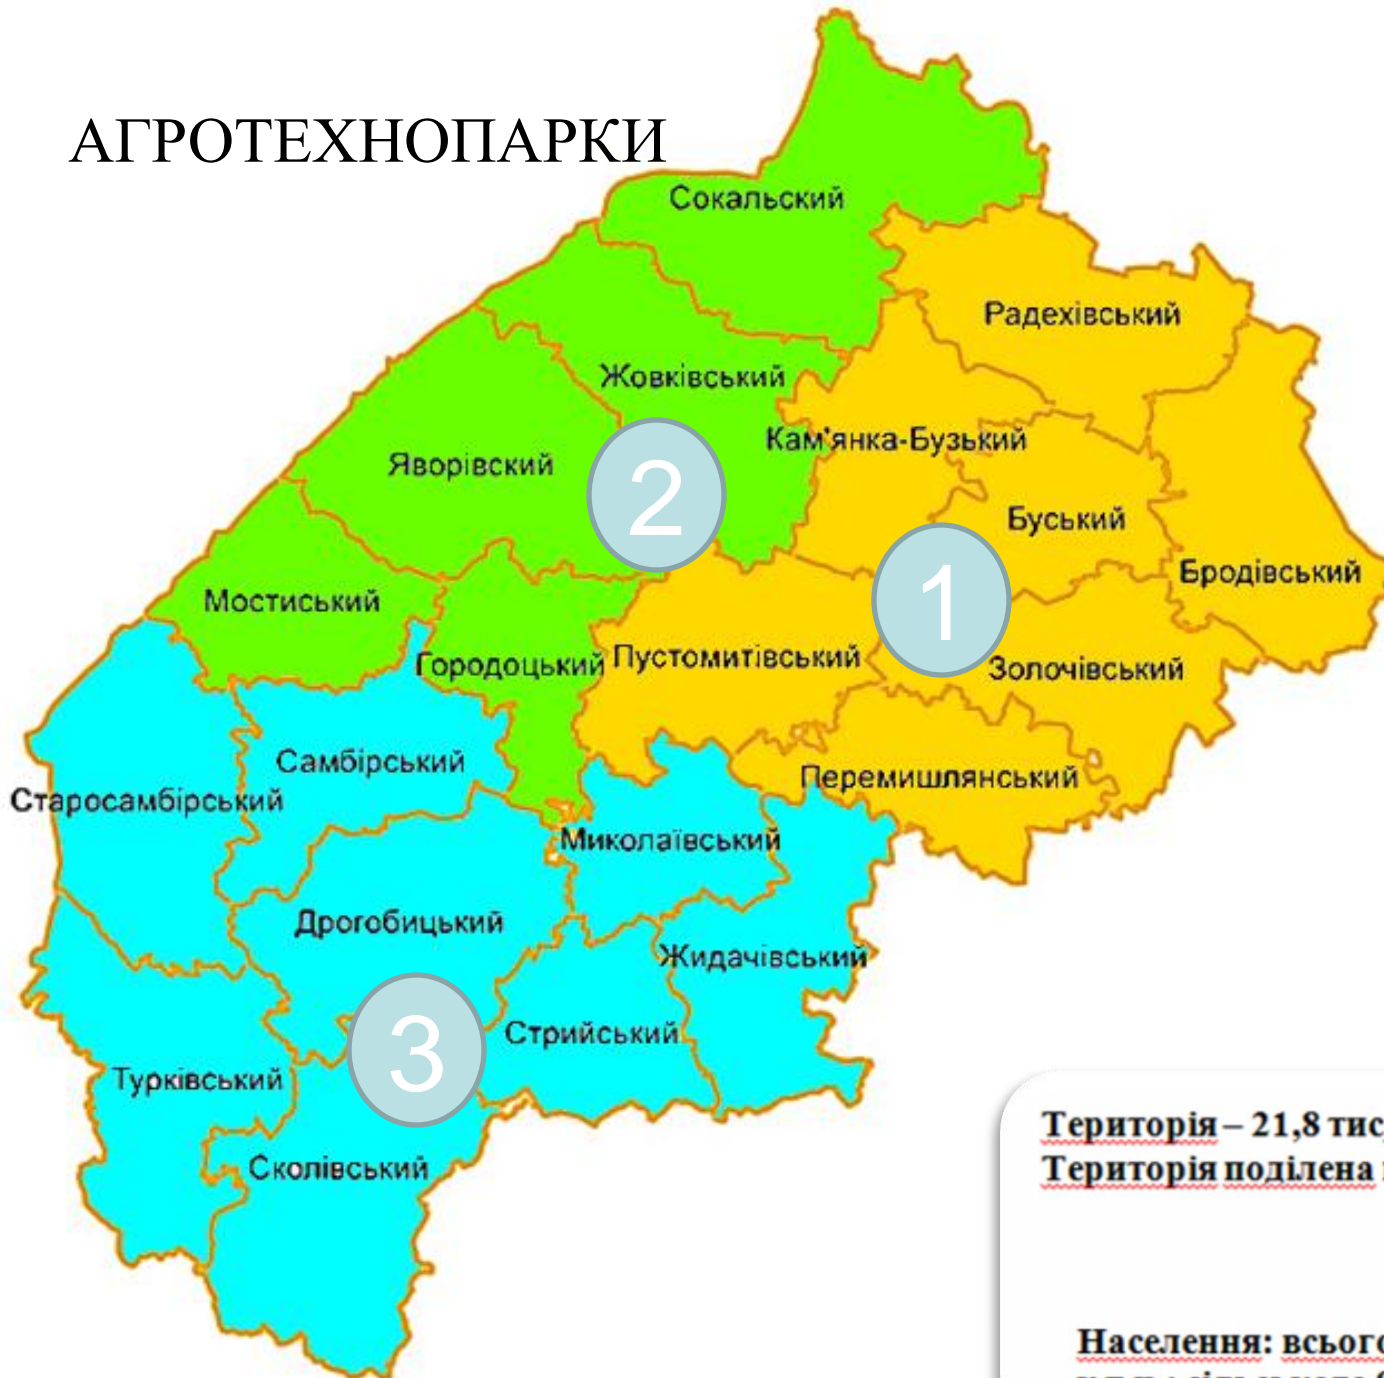 АГРОТЕХНОПАРКИ
Сокальский
Радехівський
Жовківський
Кам'янка-Бузький
Яворівский
2
Буський
Бродівський
1
Мостиський
Городоцький
Пустомитівський
Золочівський
Самбірський
Перемишлянський
Старосамбірський
Миколаївський
Дрогобицький
Жидачівський
Стрийський
3
Турківський
Сколівський
Територія – 21,8 тис
Територія поділена
Населення: всього